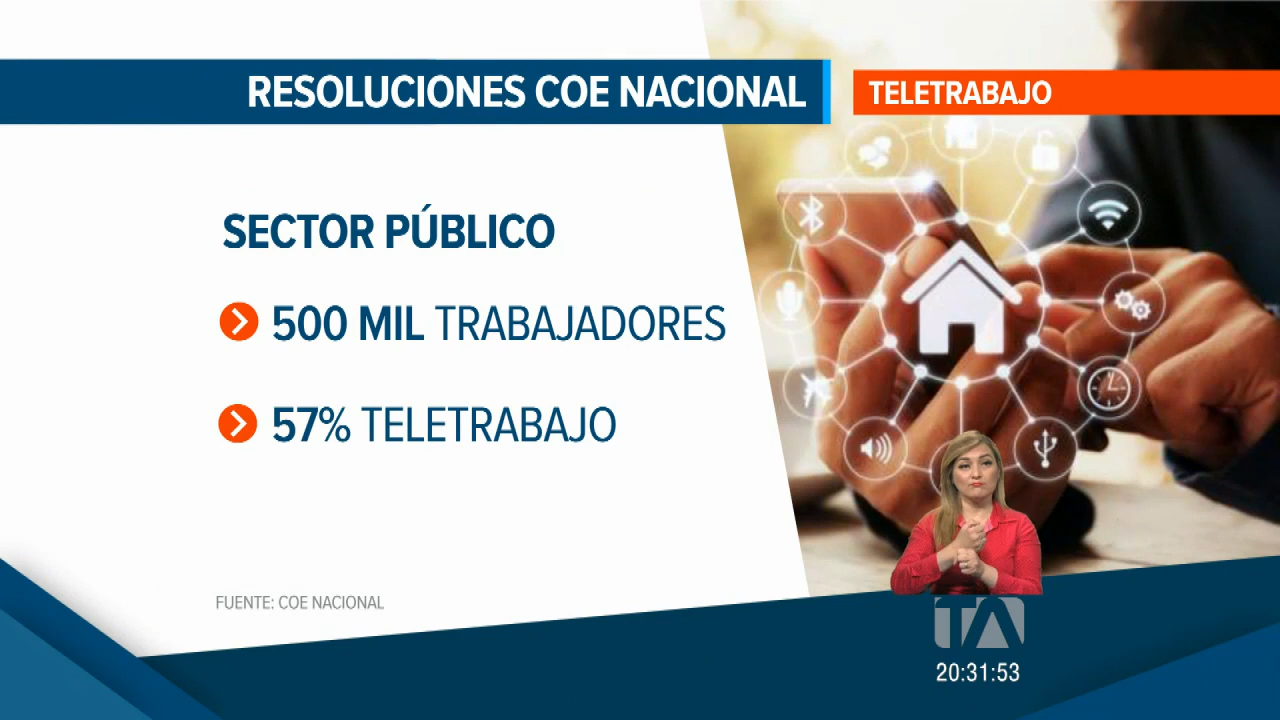 RESOLUCIONES COE NACIONAL
TELETRABAJO
SECTOR PÚBLICO
500 MIL TRABAJADORES
57% TELETRABAJO
FUENTE: COE NACIONAL
TA
20:31:53